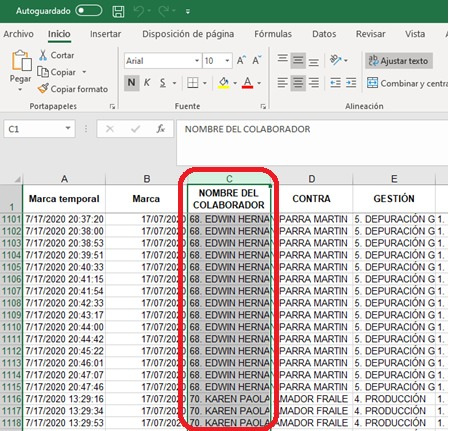 Autoguardado
Archivo Inicio Insertar Disposición de página Fórmulas Datos Revisar Vista
Pegar
Cortar
Copiar
Copiar formato
Portapapeles
Arial 10
N K S
Fuente
Ajustar texto
Combinar y centra
Alineación
C1 NOMBRE DEL COLABORADOR
A B C D E
1 Marca temporal Marca NOMBRE DEL COLABORADOR CONTRA GESTIÓN
1101 7/17/2020 20:37:20 17/07/2020 68. EDWIN HERNAN PARRA MARTIN 5. DEPURACIÓN G 1.
1102 7/17/2020 20:38:00 17/07/2020 68. EDWIN HERNAN PARRA MARTIN 5. DEPURACIÓN G 1.
1103 7/17/2020 20:38:53 17/07/2020 68. EDWIN HERNAN PARRA MARTIN 5. DEPURACIÓN G 1.
1104 7/17/2020 20:39:51 17/07/2020 68. EDWIN HERNAN PARRA MARTIN 5. DEPURACIÓN G 1.
1105 7/17/2020 20:40:33 17/07/2020 68. EDWIN HERNAN PARRA MARTIN 5. DEPURACIÓN G 1.
1106 7/17/2020 20:41:15 17/07/2020 68. EDWIN HERNAN PARRA MARTIN 5. DEPURACIÓN G 1.
1107 7/17/2020 20:41:54 17/07/2020 68. EDWIN HERNAN PARRA MARTIN 5. DEPURACIÓN G 1.
1108 7/17/2020 20:42:33 17/07/2020 68. EDWIN HERNAN PARRA MARTIN 5. DEPURACIÓN G 1.
1109 7/17/2020 20:43:17 17/07/2020 68. EDWIN HERNAN PARRA MARTIN 5. DEPURACIÓN G 1.
1110 7/17/2020 20:44:00 17/07/2020 68. EDWIN HERNAN PARRA MARTIN 5. DEPURACIÓN G 1.
1111 7/17/2020 20:44:42 17/07/2020 68. EDWIN HERNAN PARRA MARTIN 5. DEPURACIÓN G 1.
1112 7/17/2020 20:45:22 17/07/2020 68. EDWIN HERNAN PARRA MARTIN 5. DEPURACIÓN G 1.
1113 7/17/2020 20:46:01 17/07/2020 68. EDWIN HERNAN PARRA MARTIN 5. DEPURACIÓN G 1.
1114 7/17/2020 20:47:07 17/07/2020 68. EDWIN HERNAN PARRA MARTIN 5. DEPURACIÓN G 1.
1115 7/17/2020 20:47:46 17/07/2020 68. EDWIN HERNAN PARRA MARTIN 5. DEPURACIÓN G 1.
1116 7/17/2020 13:29:16 17/07/2020 70. KAREN PAOLA AMADOR FRAILE 4. PRODUCCIÓN 1.
1117 7/17/2020 13:29:34 17/07/2020 70. KAREN PAOLA AMADOR FRAILE 4. PRODUCCIÓN 1.
1118 7/17/2020 13:29:53 17/07/2020 70. KAREN PAOLA AMADOR FRAILE 4. PRODUCCIÓN 1.